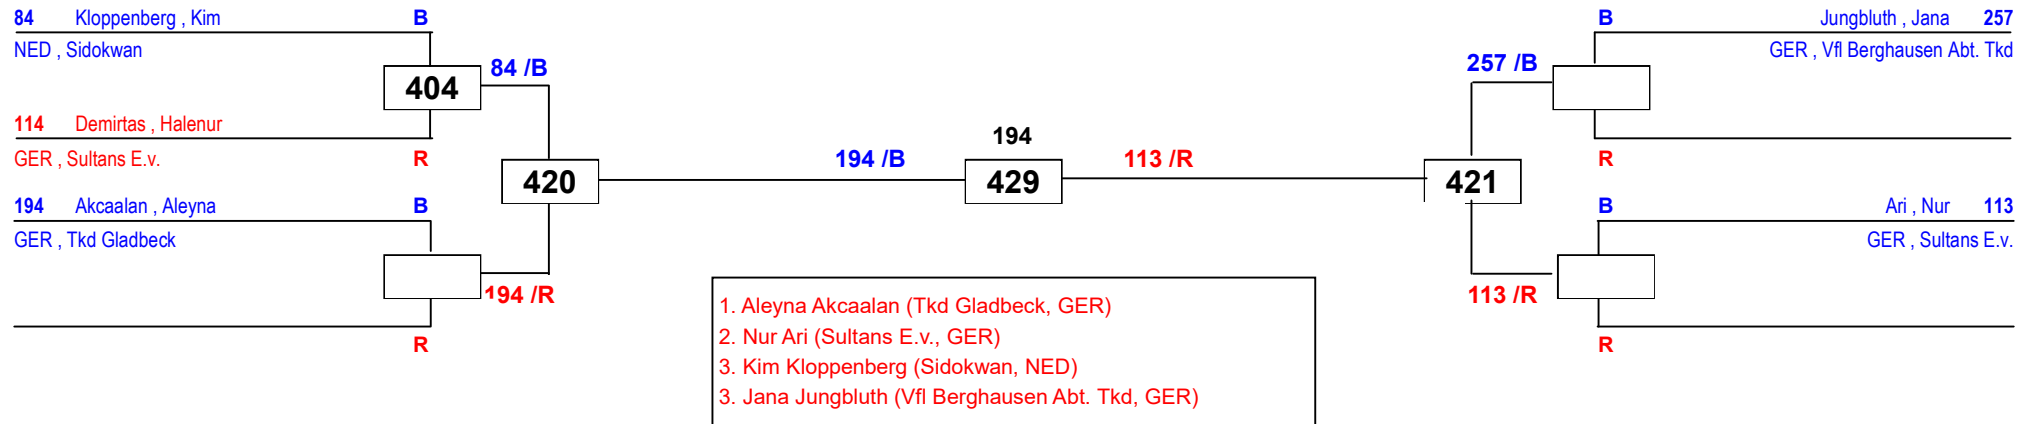 84 Kloppenberg , Kim B
NED , Sidokwan
404
84 /B
114 Demirtas , Halenur
GER , Sultans E.v. R
420
194 Akcaalan , Aleyna B
GER , Tkd Gladbeck
194 /R
R
194 /B
194
429
113 /R
B Jungbluth , Jana 257
GER , Vfl Berghausen Abt. Tkd
257 /B
R
421
B Ari , Nur 113
GER , Sultans E.v.
113 /R
R
1. Aleyna Akcaalan (Tkd Gladbeck, GER)
2. Nur Ari (Sultans E.v., GER)
3. Kim Kloppenberg (Sidokwan, NED)
3. Jana Jungbluth (Vfl Berghausen Abt. Tkd, GER)